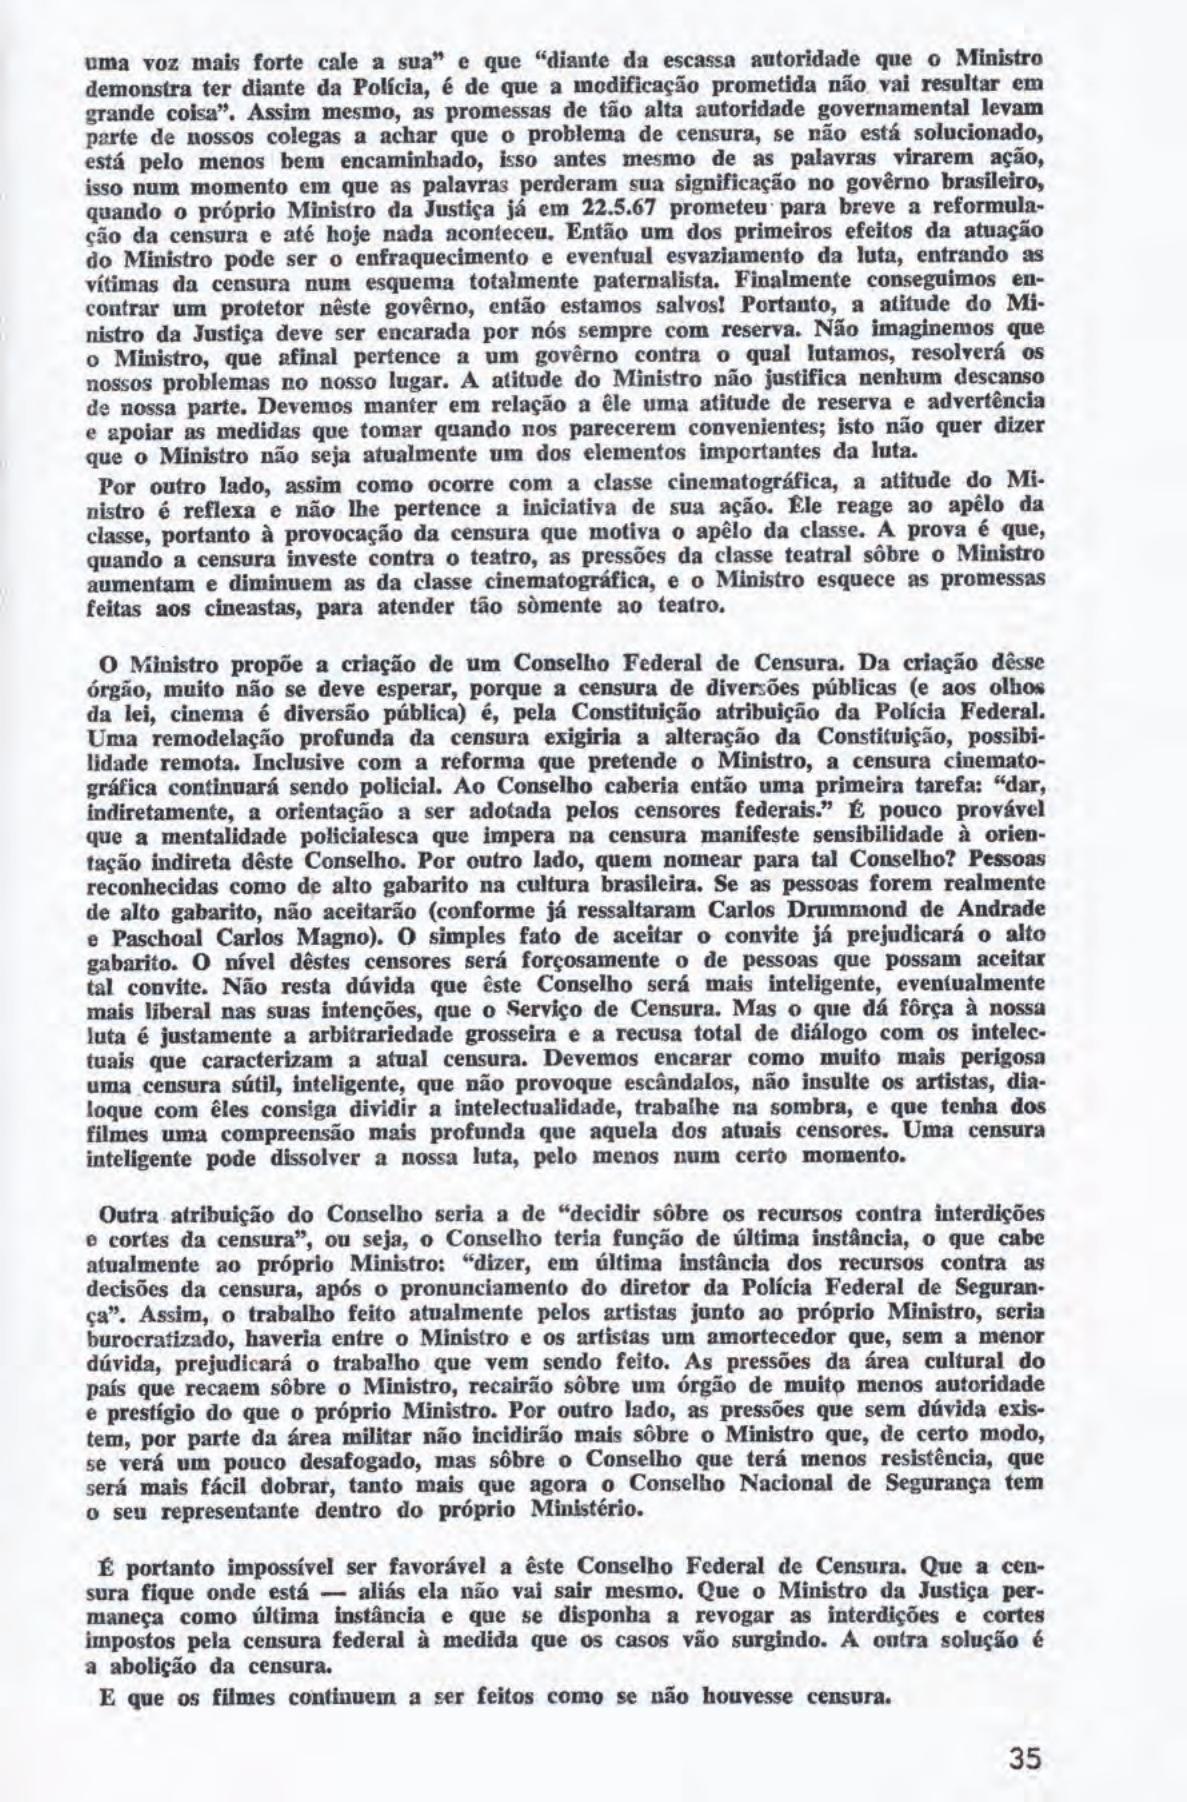 uma voz mais forte cale a sua” e que “diante da escassa autoridade que o Ministro
demonstra ter diante da Polícia, é de que a modificação prometida não vai resultar em
grande coisa”. Assim mesmo, as promessas de tão alta autoridade governamental levam
parte de nossos colegas a achar que o problema de censura, se não está solucionado,
está pelo menos bem encaminhado, isso antes mesmo de as palavras virarem ação,
isso num momento em que as palavras perderam sua significação no govêrno brasileiro,
quando o próprio Ministro da Justiça já em 22.5.67 prometeu para breve a reformula-
ção da censura e até hoje nada aconteceu. Então um dos primeiros efeitos da atuação
do Ministro pode ser o enfraquecimento e eventual esvaziamento da luta, entrando as
vítimas da censura num esquema totalmente paternalista. Finalmente conseguimos en-
contrar um protetor nêste govêrno, então estamos salvos! Portanto, a atitude do Mi-
nistro da Justiça deve ser encarada por nós sempre com reserva. Não imaginemos que
o Ministro, que afinal pertence a um govêrno contra o qual lutamos, resolverá os
nossos problemas no nosso lugar. A atitude do Ministro não justifica nenhum descanso
de nossa parte. Devemos manter em relação a êle uma atitude de reserva e advertência
e apoiar as medidas que tomar quando nos parecerem convenientes; isto não quer dizer
que o Ministro não seja atualmente um dos elementos importantes da luta.
Por outro lado, assim como ocorre com a classe cinematográfica, a atitude do Mi-
nistro é reflexa e não lhe pertence a iniciativa de sua ação. Êle reage ao apêlo da
classe, portanto à provocação da censura que motiva o apêlo da classe. A prova é que,
quando a censura investe contra o teatro, as pressões da classe teatral sôbre o Ministro
aumentam e diminuem as da classe cinematográfica, e o Ministro esquece as promessas
feitas aos cineastas, para atender tão sòmente ao teatro.
O Ministro propõe a criação de um Conselho Federal de Censura. Da criação dêsse
órgão, muito não se deve esperar, porque a censura de diversões públicas (e aos olhos
da lei, cinema é diversão pública) é, pela Constituição atribuição da Polícia Federal.
Uma remodelação profunda da censura exigiria a alteração da Constituição, possibi-
lidade remota. Inclusive com a reforma que pretende o Ministro, a censura cinemato-
gráfica continuará sendo policial. Ao Conselho caberia então uma primeira tarefa: “dar,
indiretamente, a orientação a ser adotada pelos censores federais.” É pouco provável
que a mentalidade policialesca que impera na censura manifeste sensibilidade à orien-
tação indireta dêste Conselho. Por outro lado, quem nomear para tal Conselho? Pessoas
reconhecidas como de alto gabarito na cultura brasileira. Se as pessoas forem realmente
de alto gabarito, não aceitarão (conforme já ressaltaram Carlos Drummond de Andrade
e Paschoal Carlos Magno). O simples fato de aceitar o convite já prejudicará o alto
gabarito. O nível dêstes censores será forçosamente o de pessoas que possam aceitar
tal convite. Não resta dúvida que êste Conselho será mais inteligente, eventualmente
mais liberal nas suas intenções, que o Serviço de Censura. Mas o que dá fôrça à nossa
luta é justamente a arbitrariedade grosseira e a recusa total de diálogo com os intelec-
tuais que caracterizam a atual censura. Devemos encarar como muito mais perigosa
uma censura sútil, inteligente, que não provoque escândalos, não insulte os artistas, dia-
loque com êles consiga dividir a intelectualidade, trabalhe na sombra, e que tenha dos
filmes uma compreensão mais profunda que aquela dos atuais censores. Uma censura
inteligente pode dissolver a nossa luta, pelo menos num certo momento.
Outra atribuição do Conselho seria a de “decidir sôbre os recursos contra interdições
e cortes da censura”, ou seja, o Conselho teria função de última instância, o que cabe
atualmente ao próprio Ministro: “dizer, em última instância dos recursos contra as
decisões da censura, após o pronunciamento do diretor da Polícia Federal de Seguran-
ça”. Assim, o trabalho feito atualmente pelos artistas junto ao próprio Ministro, seria
burocratizado, haveria entre o Ministro e os artistas um amortecedor que, sem a menor
dúvida, prejudicará o trabalho que vem sendo feito. As pressões da área cultural do
país que recaem sôbre o Ministro, recairão sôbre um órgão de muito menos autoridade
e prestígio do que o próprio Ministro. Por outro lado, as pressões que sem dúvida exis-
tem, por parte da área militar não incidirão mais sôbre o Ministro que, de certo modo,
se verá um pouco desafogado, mas sôbre o Conselho que terá menos resistência, que
será mais fácil dobrar, tanto mais que agora o Conselho Nacional de Segurança tem
o seu representante dentro do próprio Ministério.
É portanto impossível ser favorável a êste Conselho Federal de Censura. Que a cen-
sura fique onde está — aliás ela não vai sair mesmo. Que o Ministro da Justiça per-
maneça como última instância e que se disponha a revogar as interdições e cortes
impostos pela censura federal à medida que os casos vão surgindo. A outra solução é
a abolição da censura.
E que os filmes continuem a ser feitos como se não houvesse censura.
35